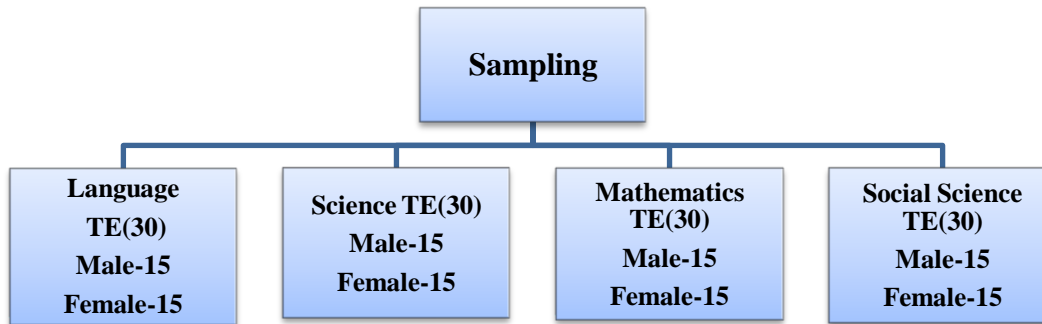 Sampling
Language
TE(30)
Male-15
Female-15
Science TE(30)
Male-15
Female-15
Mathematics
TE(30)
Male-15
Female-15
Social Science
TE(30)
Male-15
Female-15